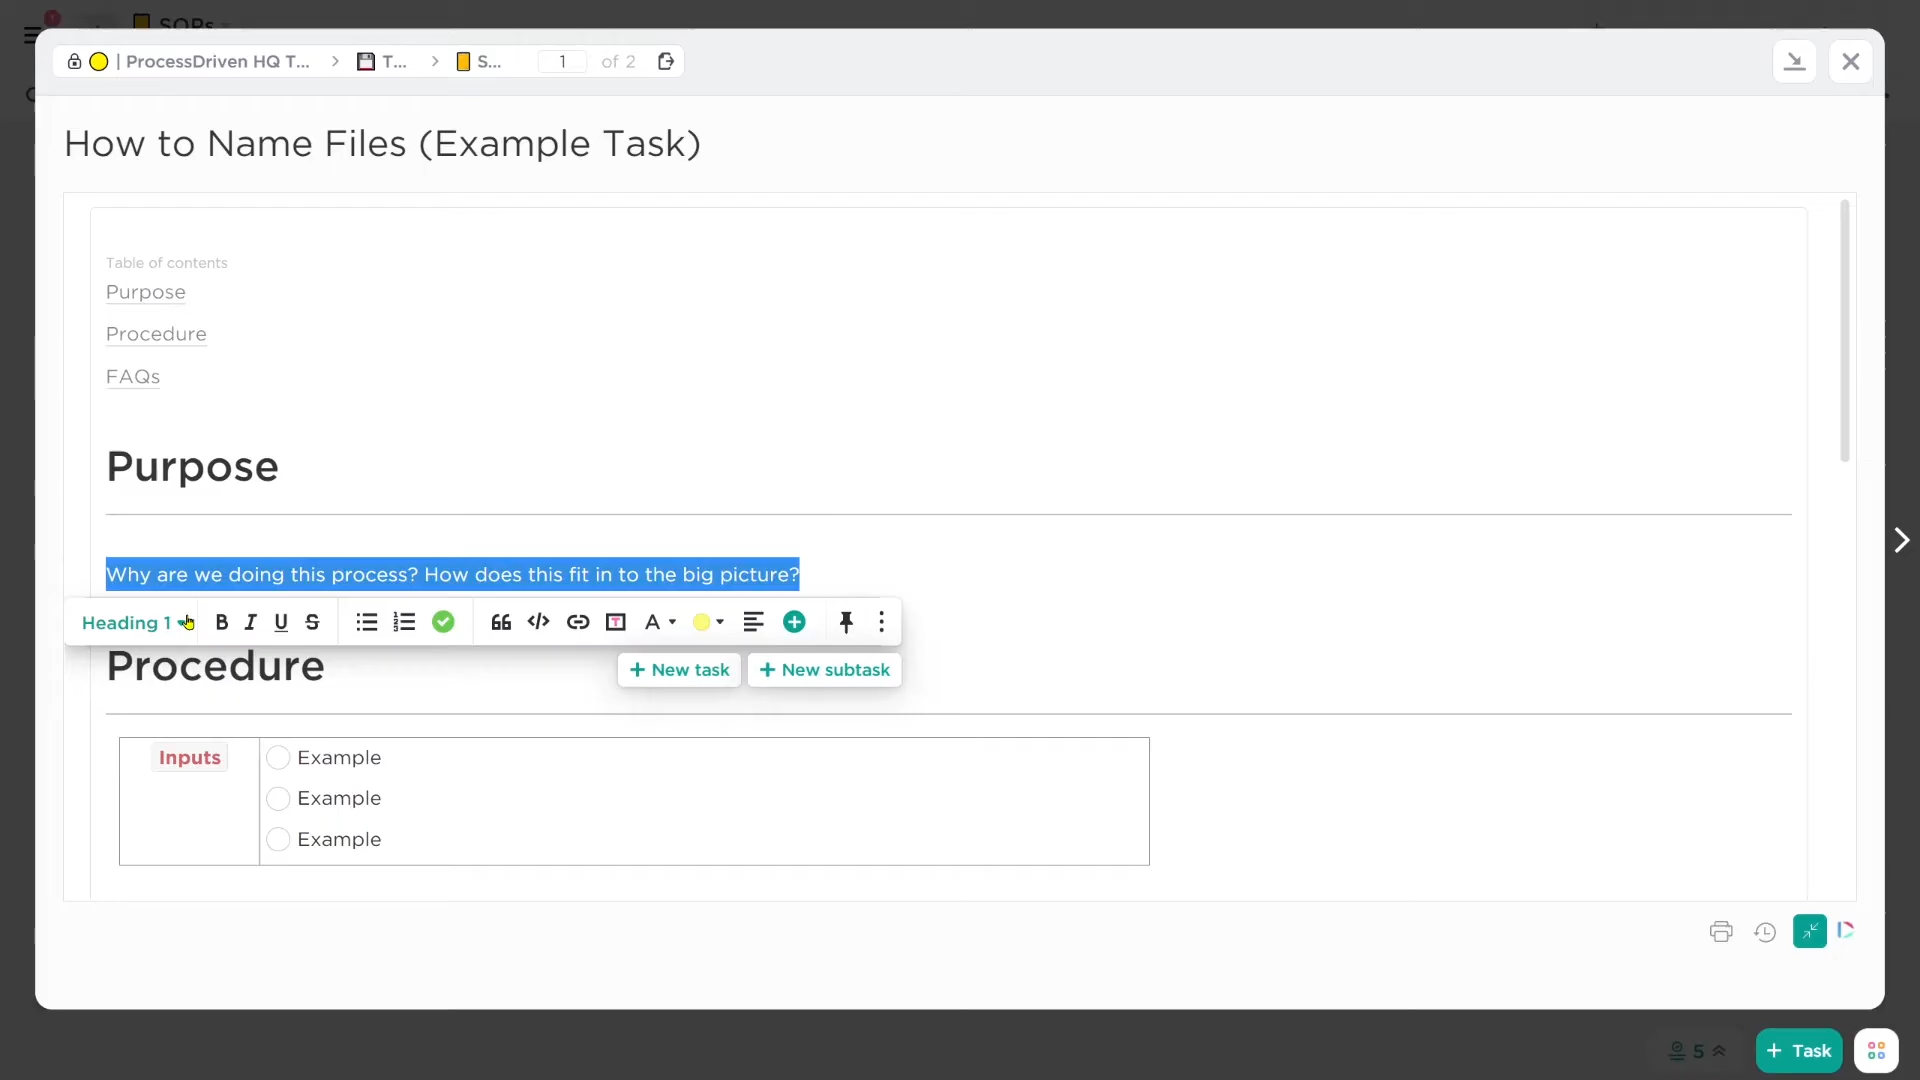 SOPs
| ProcessDriven HQ T... > T... > S... 1 of 2
How to Name Files (Example Task)
Table of contents
Purpose
Procedure
FAQs
Purpose
Why are we doing this process? How does this fit in to the big picture?
Heading 1 B I U S A
Procedure
+ New task + New subtask
Inputs Example
Example
Example
5 + Task